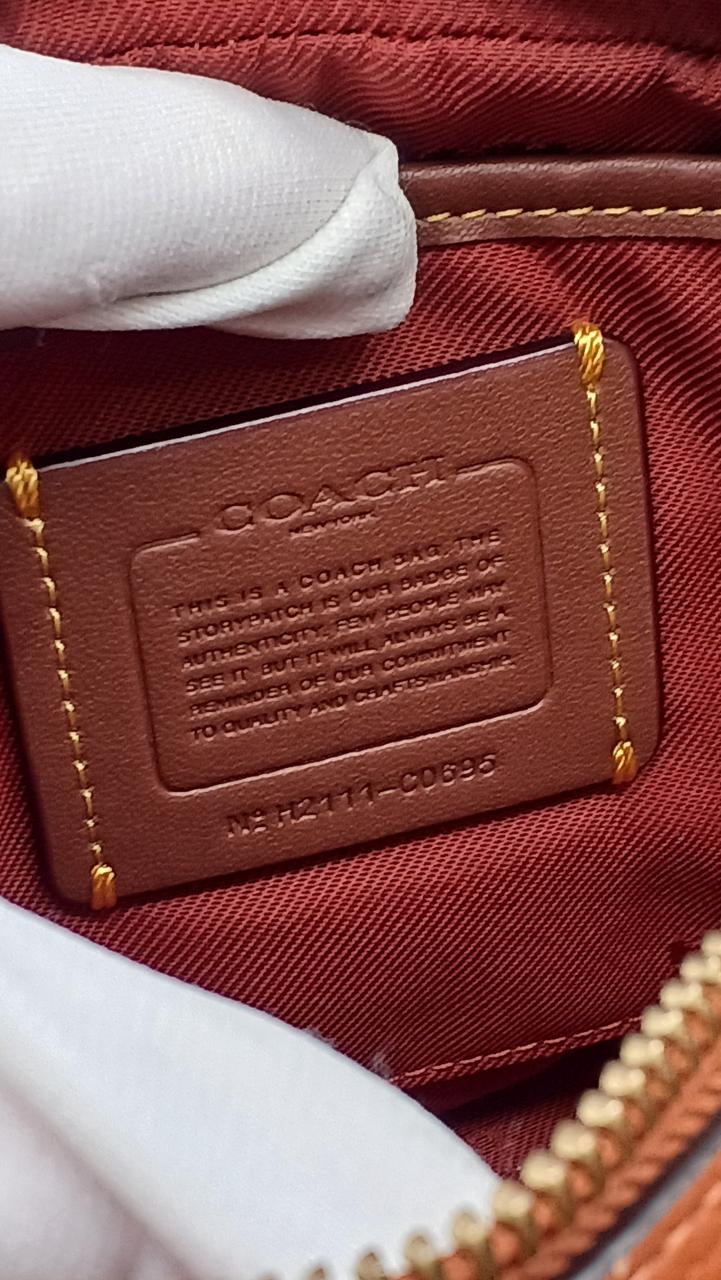 COACH
NEW YORK
THIS IS A COACH BAG. THE
STORYPATCH IS OUR BADGE OF
AUTHENTICITY. FEW PEOPLE MAY
SEE IT BUT IT WILL ALWAYS BE A
REMINDER OF OUR COMMITMENT
TO QUALITY AND CRAFTSMANSHIP.
Nº H2111-C0695